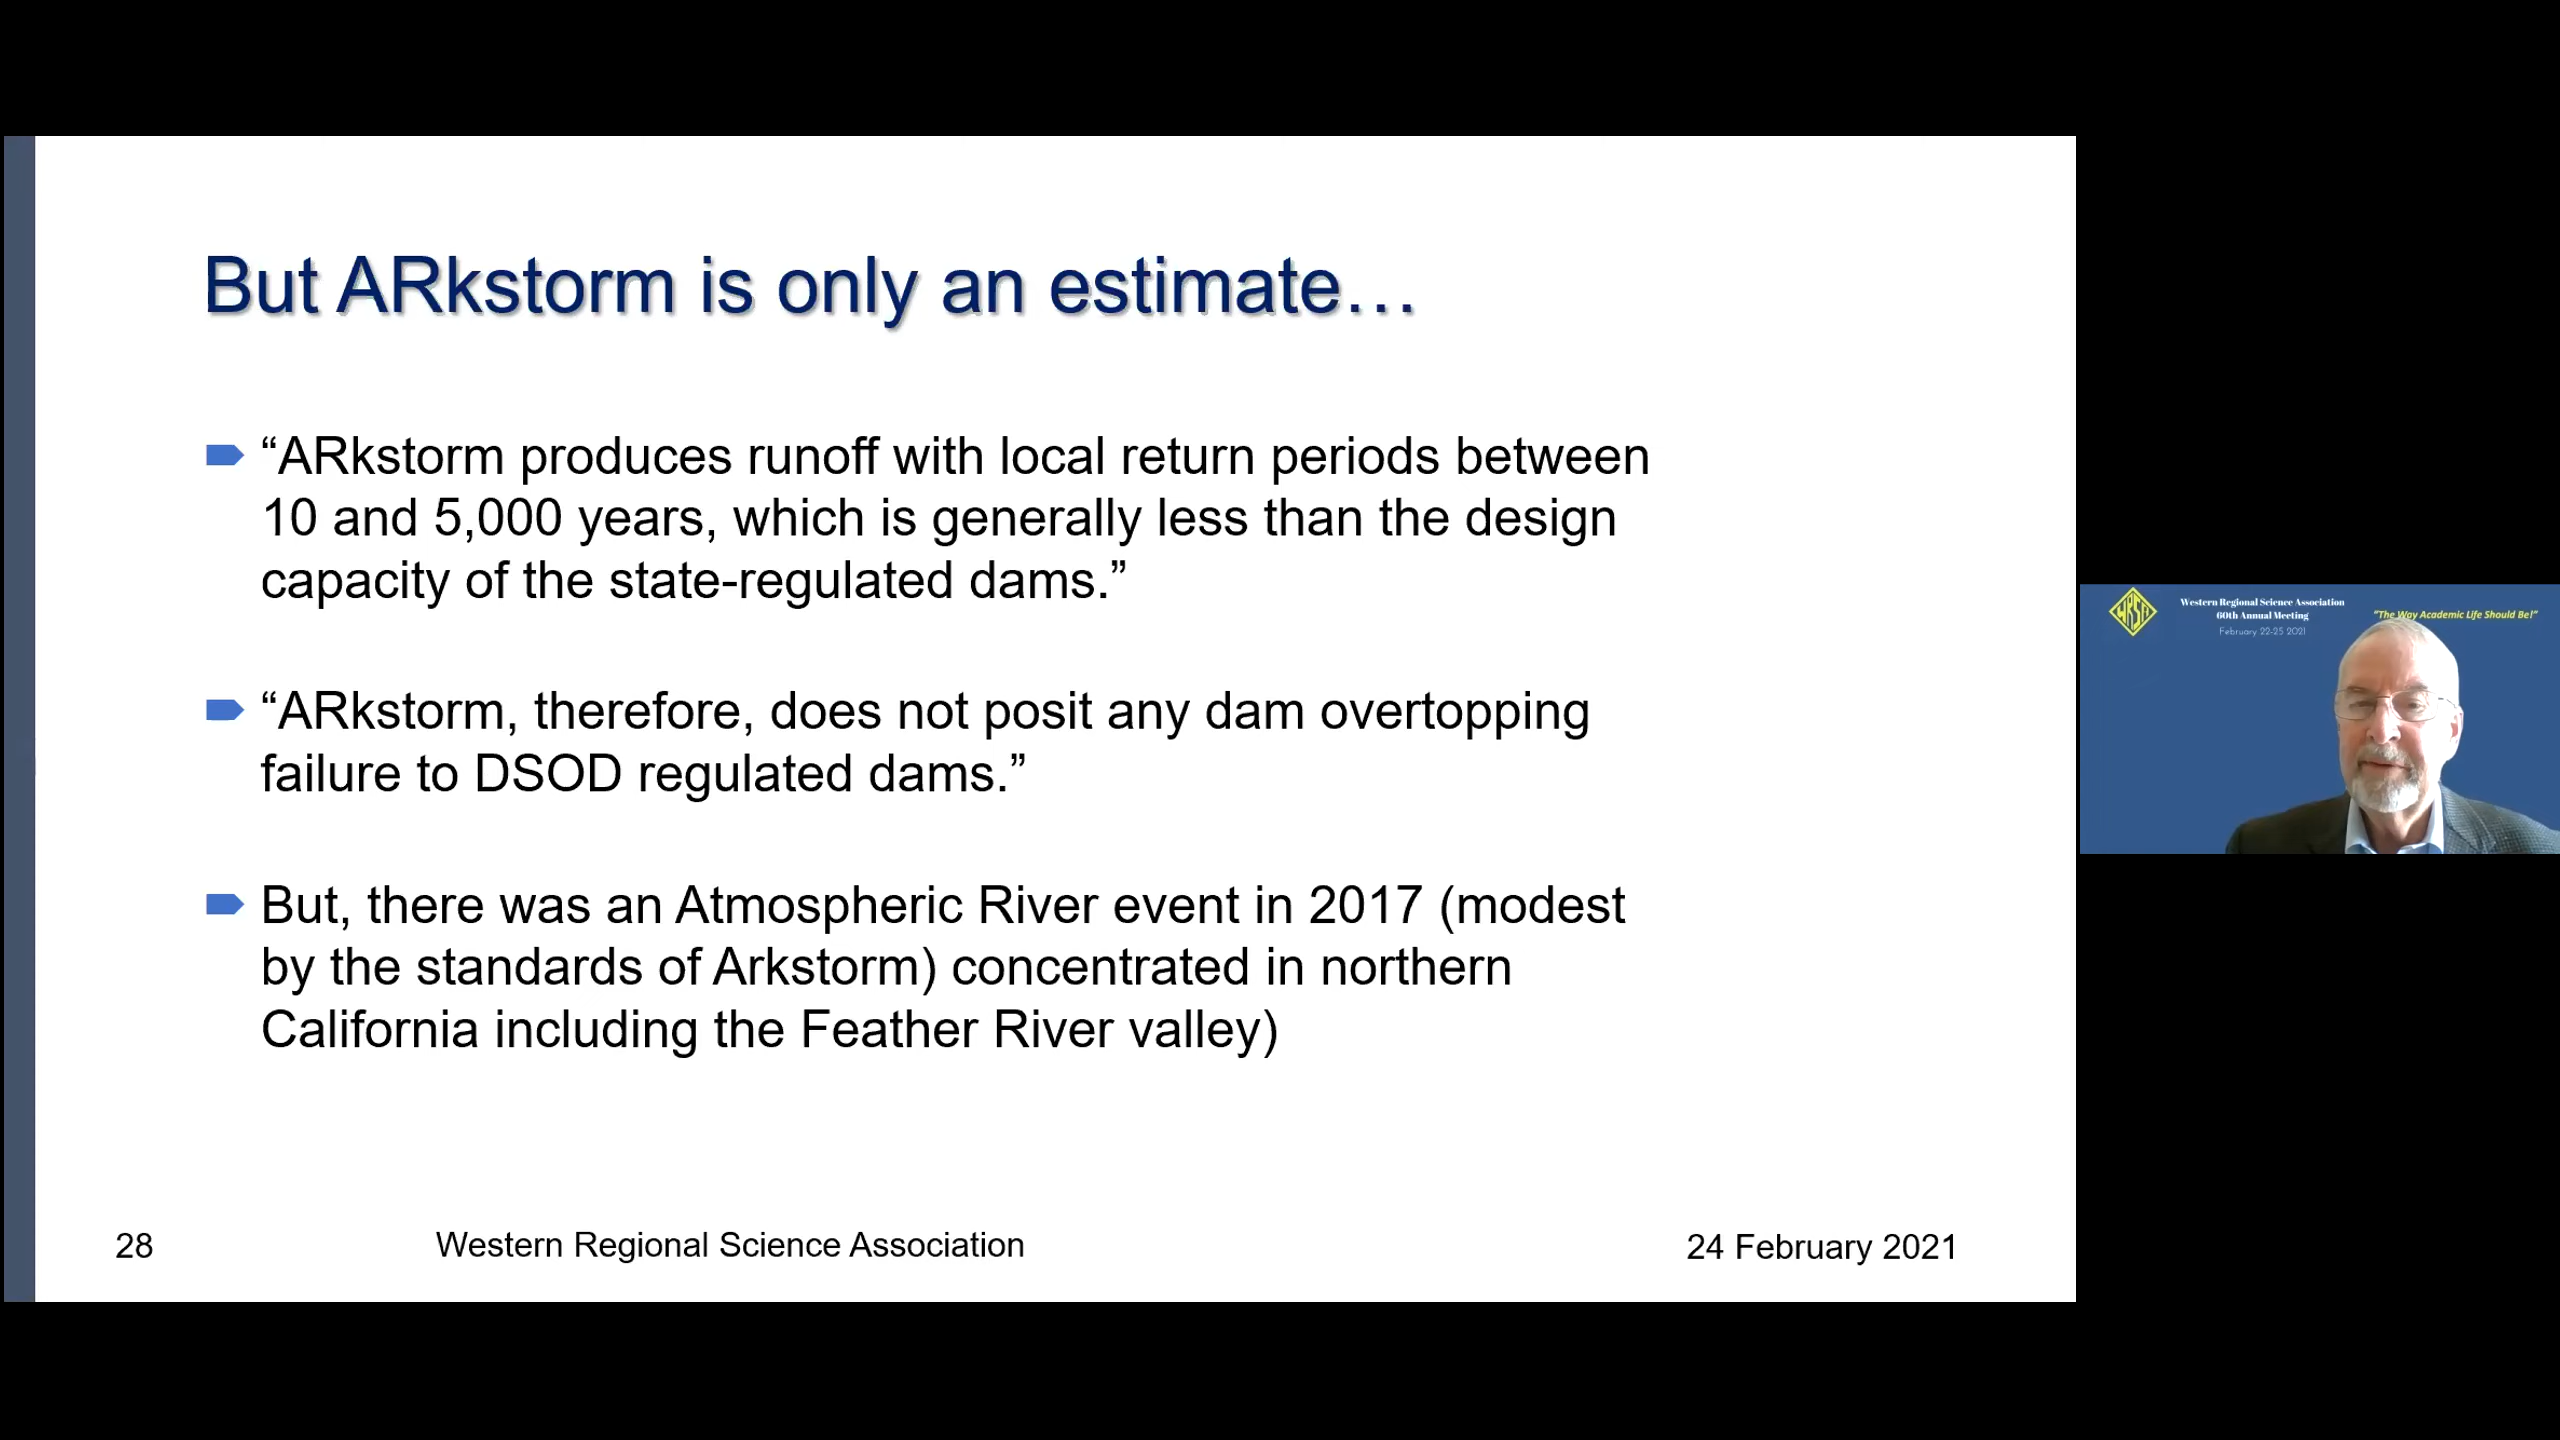 But ARkstorm is only an estimate…
“ARkstorm produces runoff with local return periods between
10 and 5,000 years, which is generally less than the design
capacity of the state-regulated dams.”
“ARkstorm, therefore, does not posit any dam overtopping
failure to DSOD regulated dams.”
But, there was an Atmospheric River event in 2017 (modest
by the standards of Arkstorm) concentrated in northern
California including the Feather River valley)
28
Western Regional Science Association
24 February 2021
WRSA
Western Regional Science Association
60th Annual Meeting
February 22-25 2021
“The Way Academic Life Should Be!”